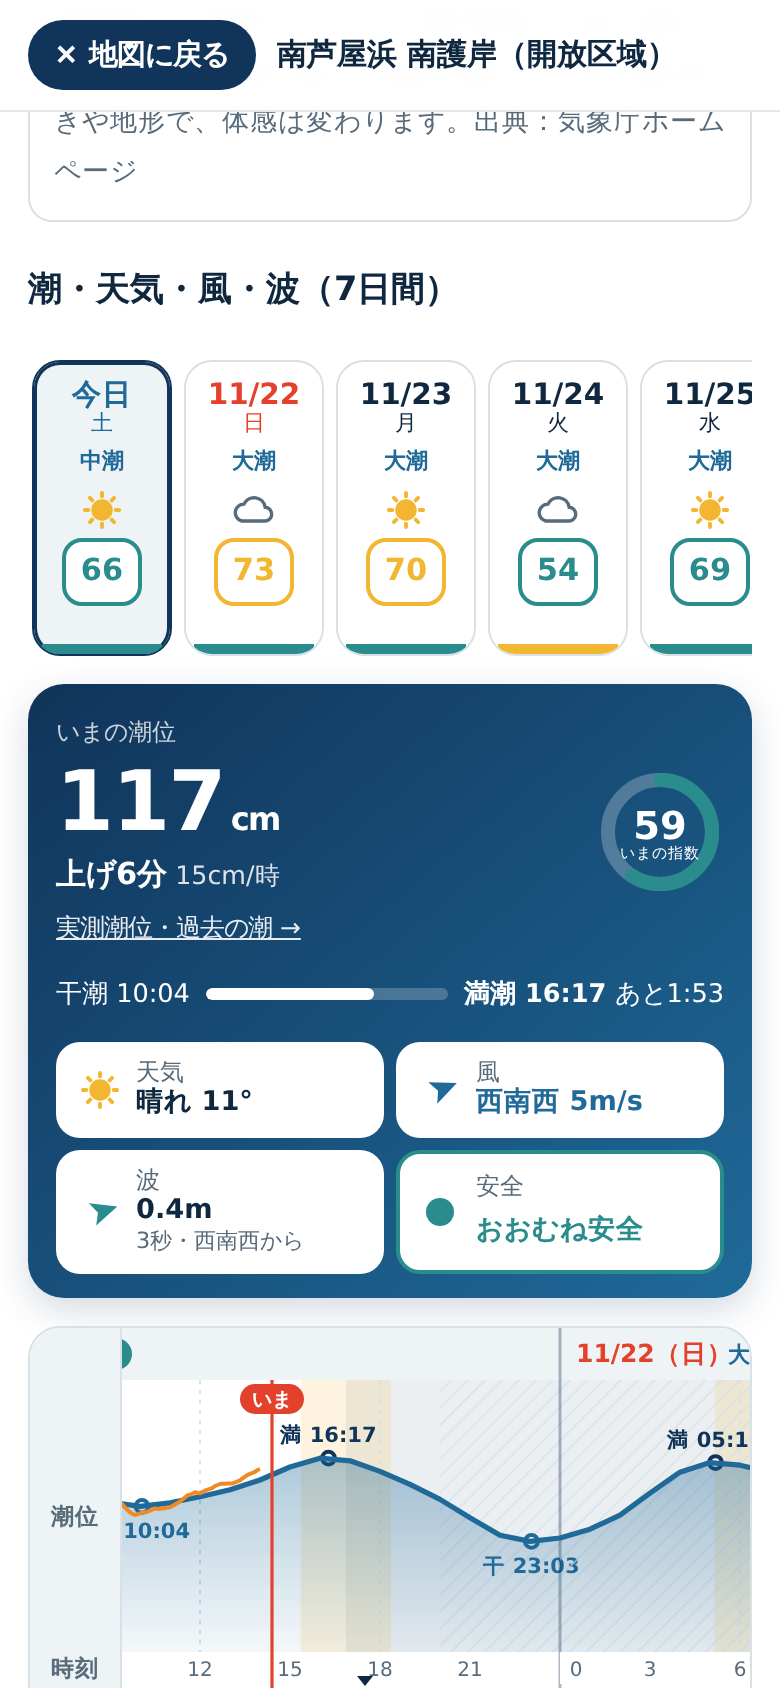 × 地図に戻る 南芦屋浜 南護岸（開放区域）
きや地形で、体感は変わります。出典：気象庁ホーム
ページ
潮・天気・風・波（7日間）
今日 11/22 11/23 11/24 11/25
土 日 月 火 水
中潮 大潮 大潮 大潮 大潮
66 73 70 54 69
いまの潮位
117 cm
59
いまの指数
上げ6分 15cm/時
実測潮位・過去の潮 →
干潮 10:04 満潮 16:17 あと1:53
天気
晴れ 11°
風
西南西 5m/s
波
0.4m
3秒・西南西から
安全
おおむね安全
11/22（日）大
いま
満 16:17
満 05:1
潮位
10:04
干 23:03
時刻 12 15 18 21 0 3 6